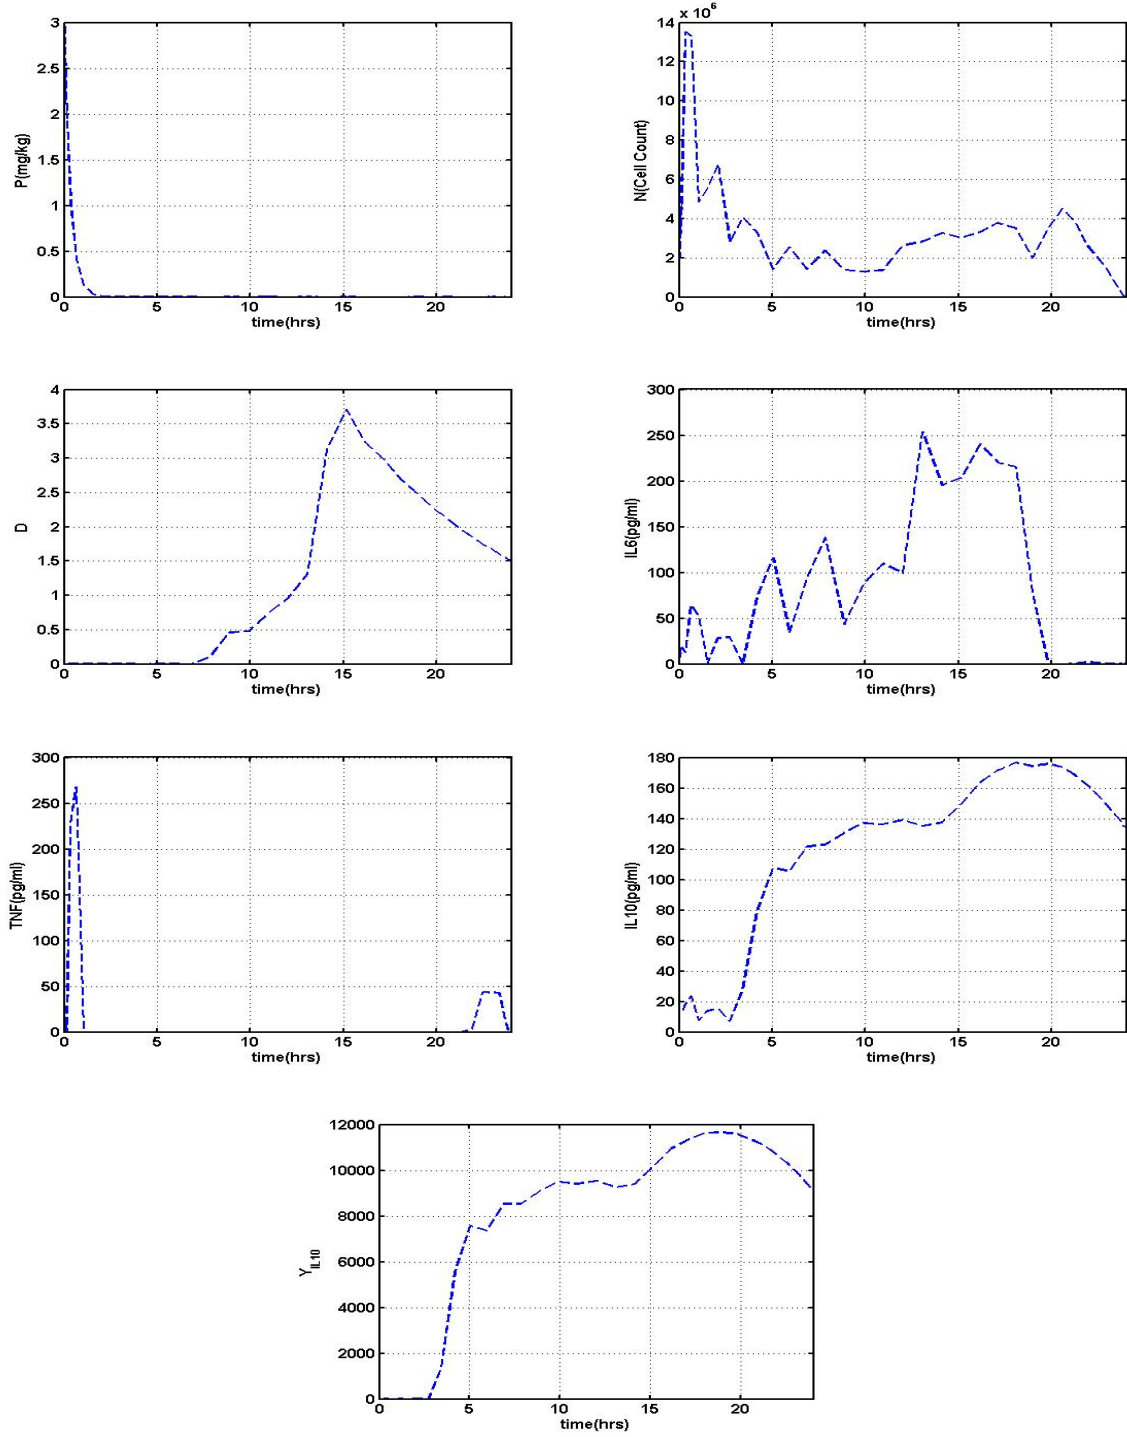 3
2.5
2
1.5
1
0.5
0
P(mg/kg)
0 5 10 15 20
time(hrs)
x 10^6
14
12
10
8
6
4
2
0
N(Cell Count)
0 5 10 15 20
time(hrs)
4
3.5
3
2.5
2
1.5
1
0.5
0
D
0 5 10 15 20
time(hrs)
300
250
200
150
100
50
0
IL6(pg/ml)
0 5 10 15 20
time(hrs)
300
250
200
150
100
50
0
TNF(pg/ml)
0 5 10 15 20
time(hrs)
180
160
140
120
100
80
60
40
20
0
IL10(pg/ml)
0 5 10 15 20
time(hrs)
12000
10000
8000
6000
4000
2000
0
Y_IL10
0 5 10 15 20
time(hrs)